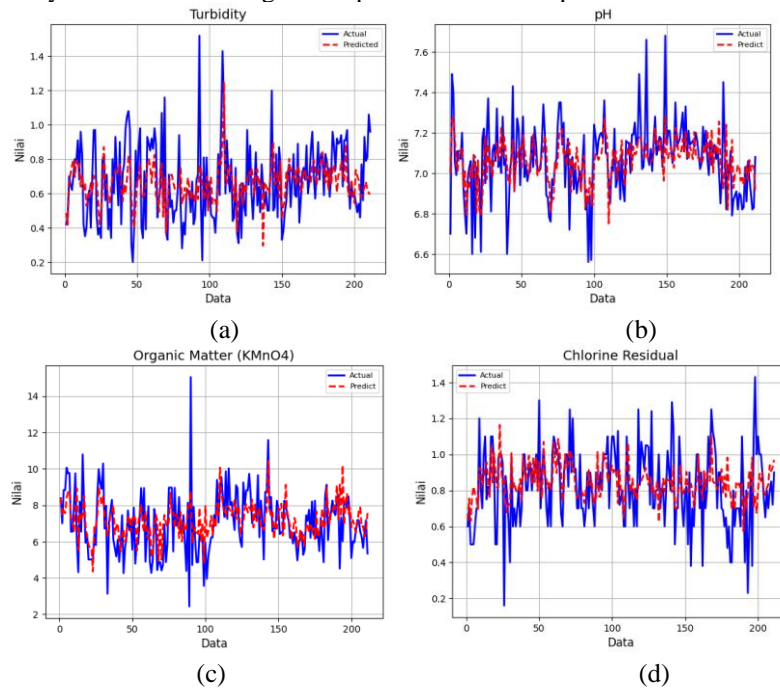 Turbidity
Actual
Predicted
Nilai
1.4
1.2
1.0
0.8
0.6
0.4
0.2
0
50
100
150
200
Data
(a)
pH
Actual
Predict
Nilai
7.6
7.4
7.2
7.0
6.8
6.6
0
50
100
150
200
Data
(b)
Organic Matter (KMnO4)
Actual
Predict
Nilai
14
12
10
8
6
4
2
0
50
100
150
200
Data
(c)
Chlorine Residual
Actual
Predict
Nilai
1.4
1.2
1.0
0.8
0.6
0.4
0.2
0
50
100
150
200
Data
(d)